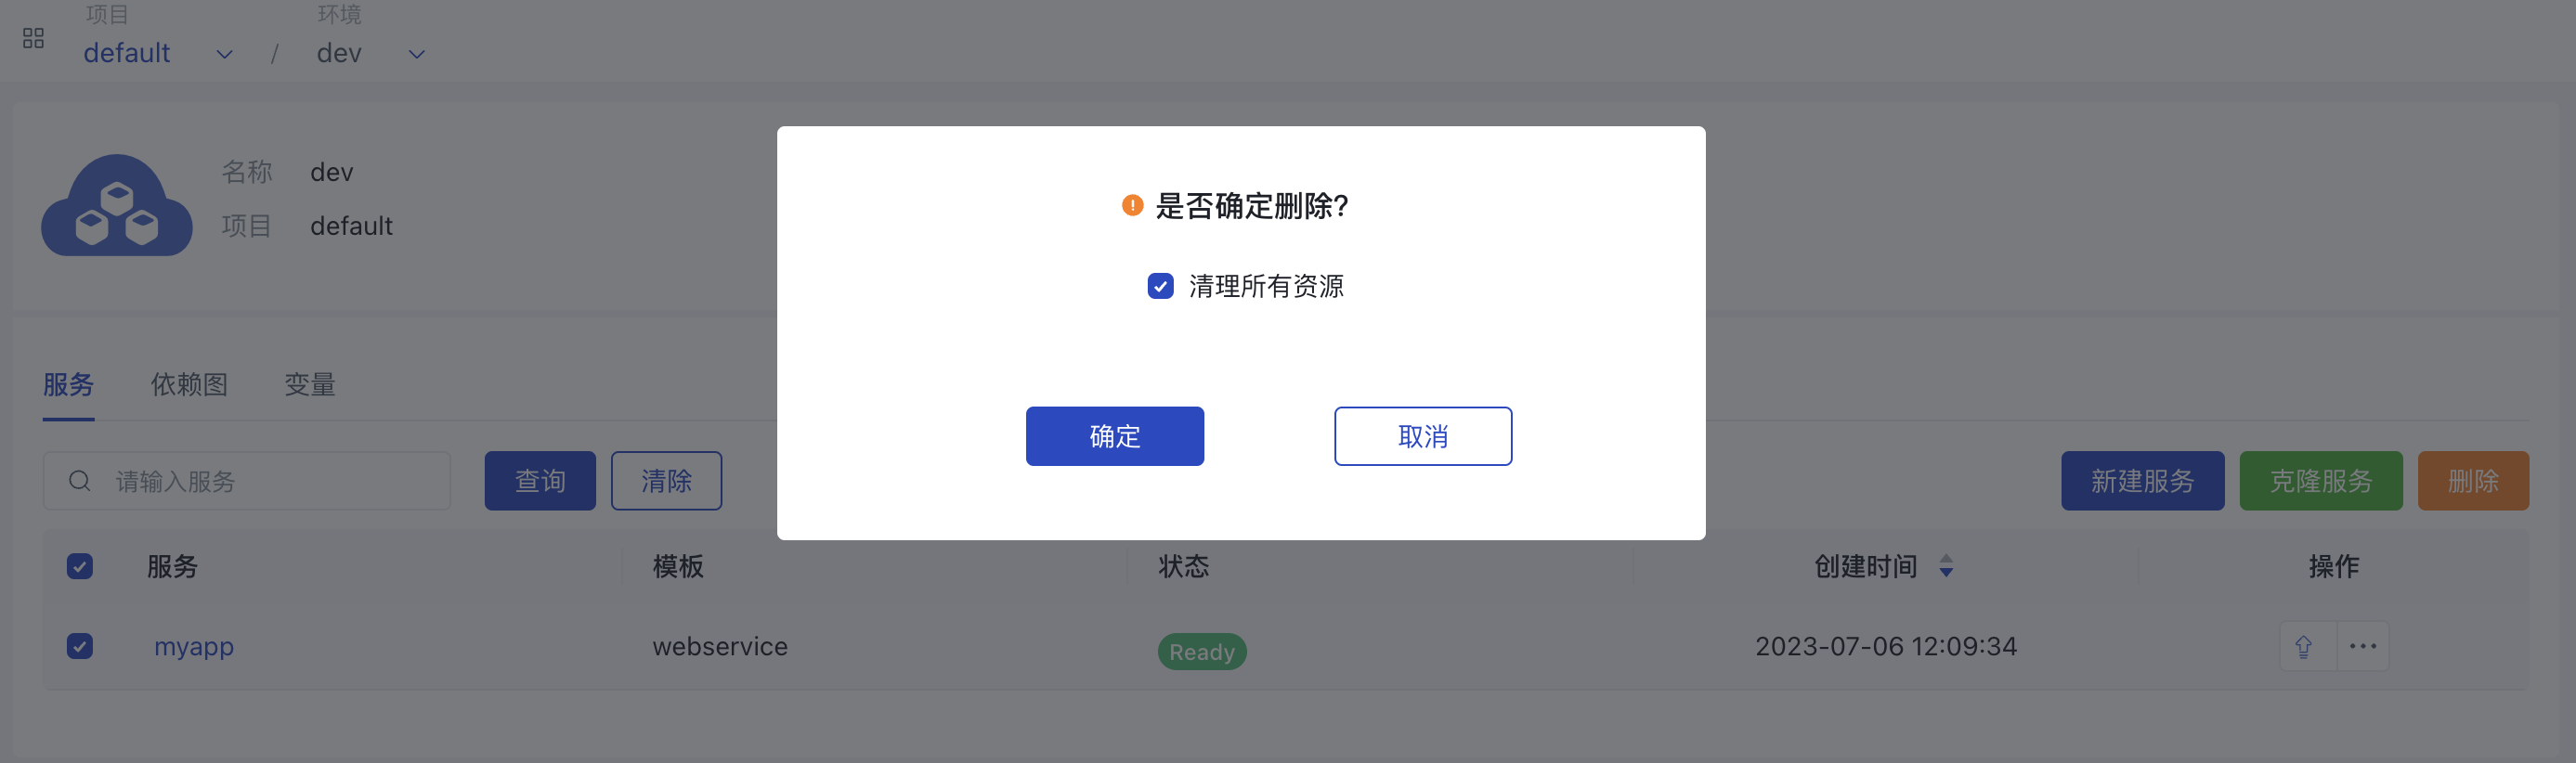 项目 环境
default / dev
名称 dev
项目 default
是否确定删除?
清理所有资源
确定 取消
服务 依赖图 变量
请输入服务 查询 清除 新建服务 克隆服务 删除
服务 模板 状态 创建时间 操作
myapp webservice Ready 2023-07-06 12:09:34